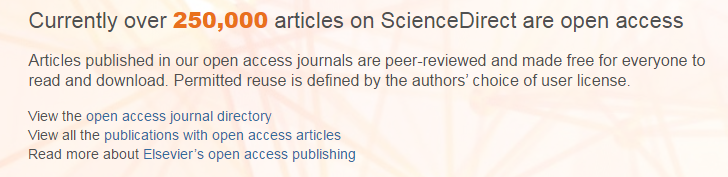 Currently over 250,000 articles on ScienceDirect are open access
Articles published in our open access journals are peer-reviewed and made free for everyone to
read and download. Permitted reuse is defined by the authors’ choice of user license.
View the open access journal directory
View all the publications with open access articles
Read more about Elsevier’s open access publishing